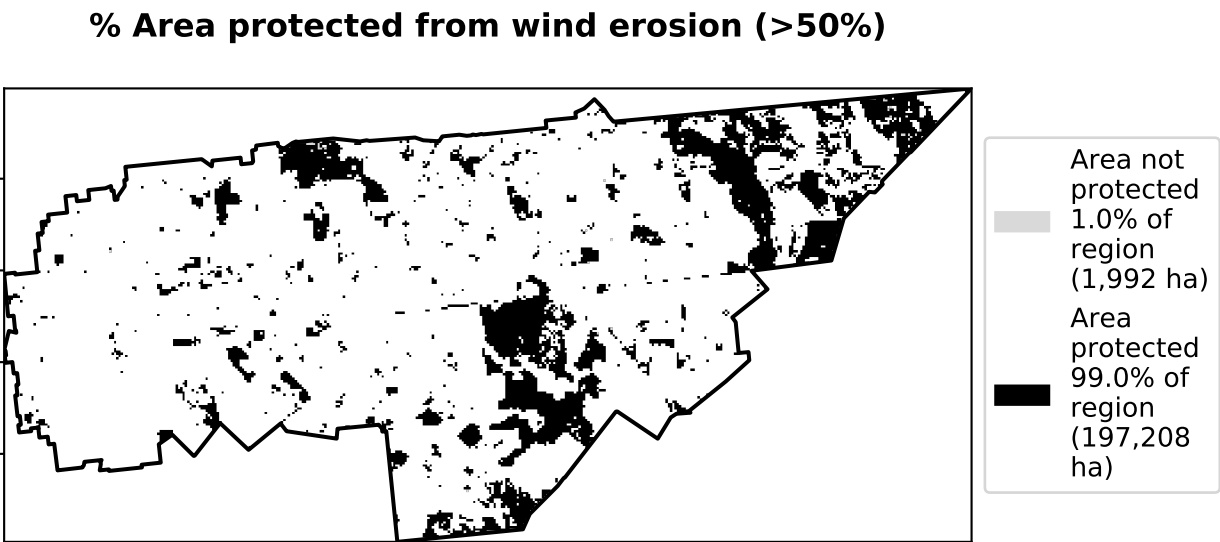 % Area protected from wind erosion (>50%)
Area not
protected
1.0% of
region
(1,992 ha)
Area
protected
99.0% of
region
(197,208
ha)